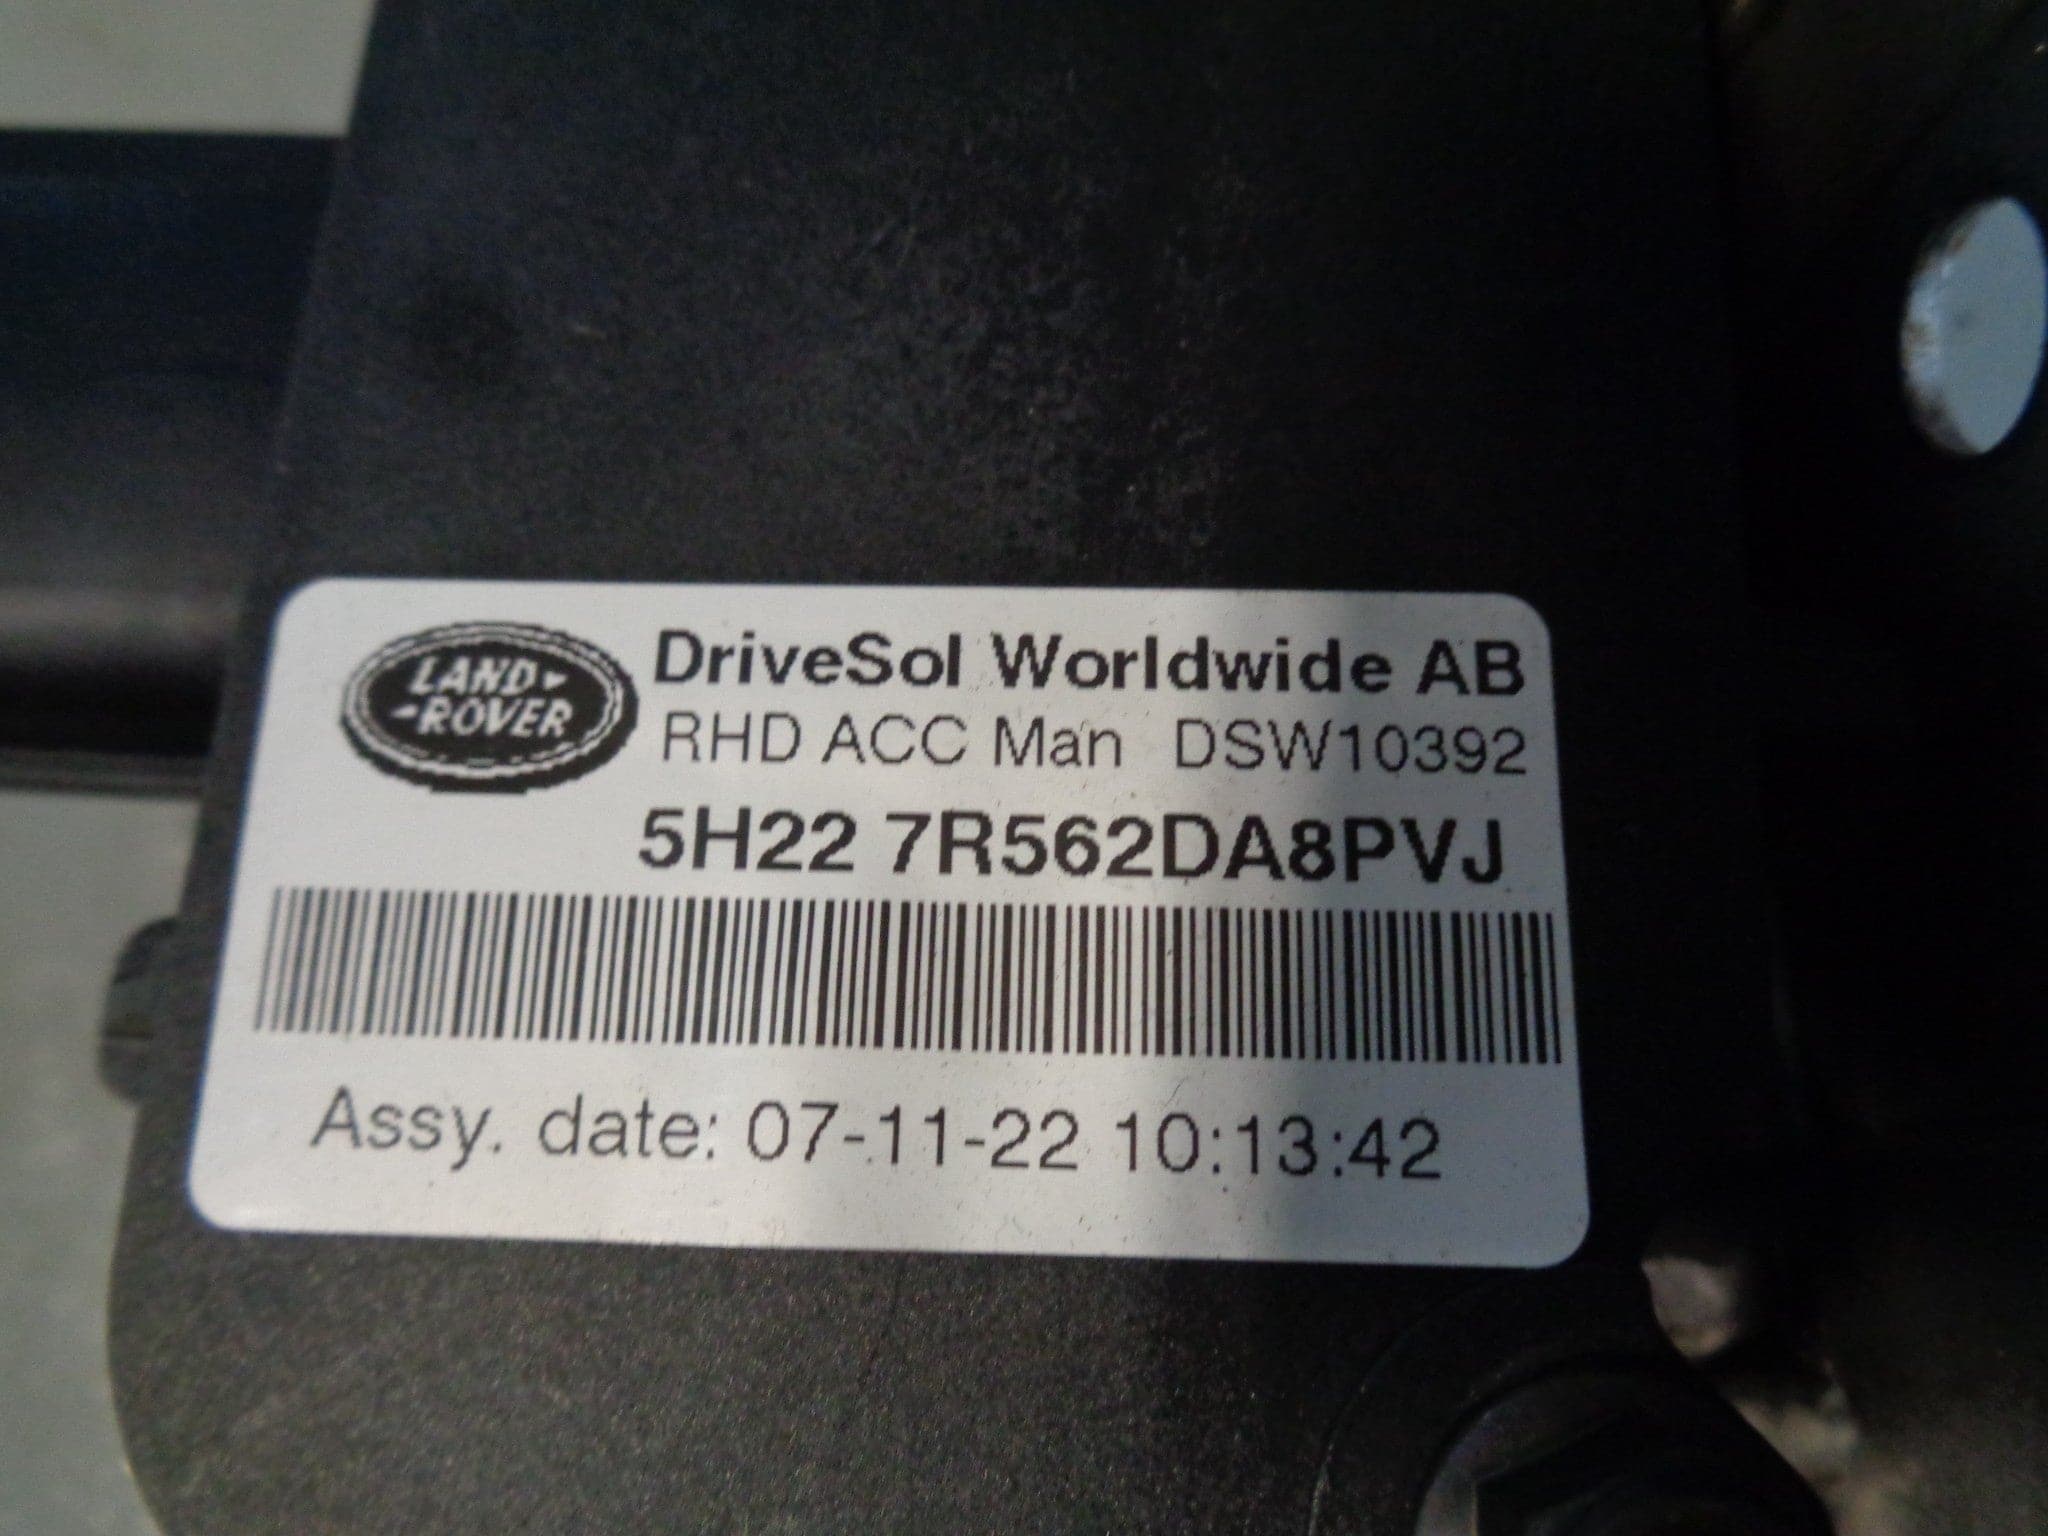 LAND
-ROVER
DriveSol Worldwide AB
RHD ACC Man DSW10392
5H22 7R562DA8PVJ
Assy. date: 07-11-22 10:13:42